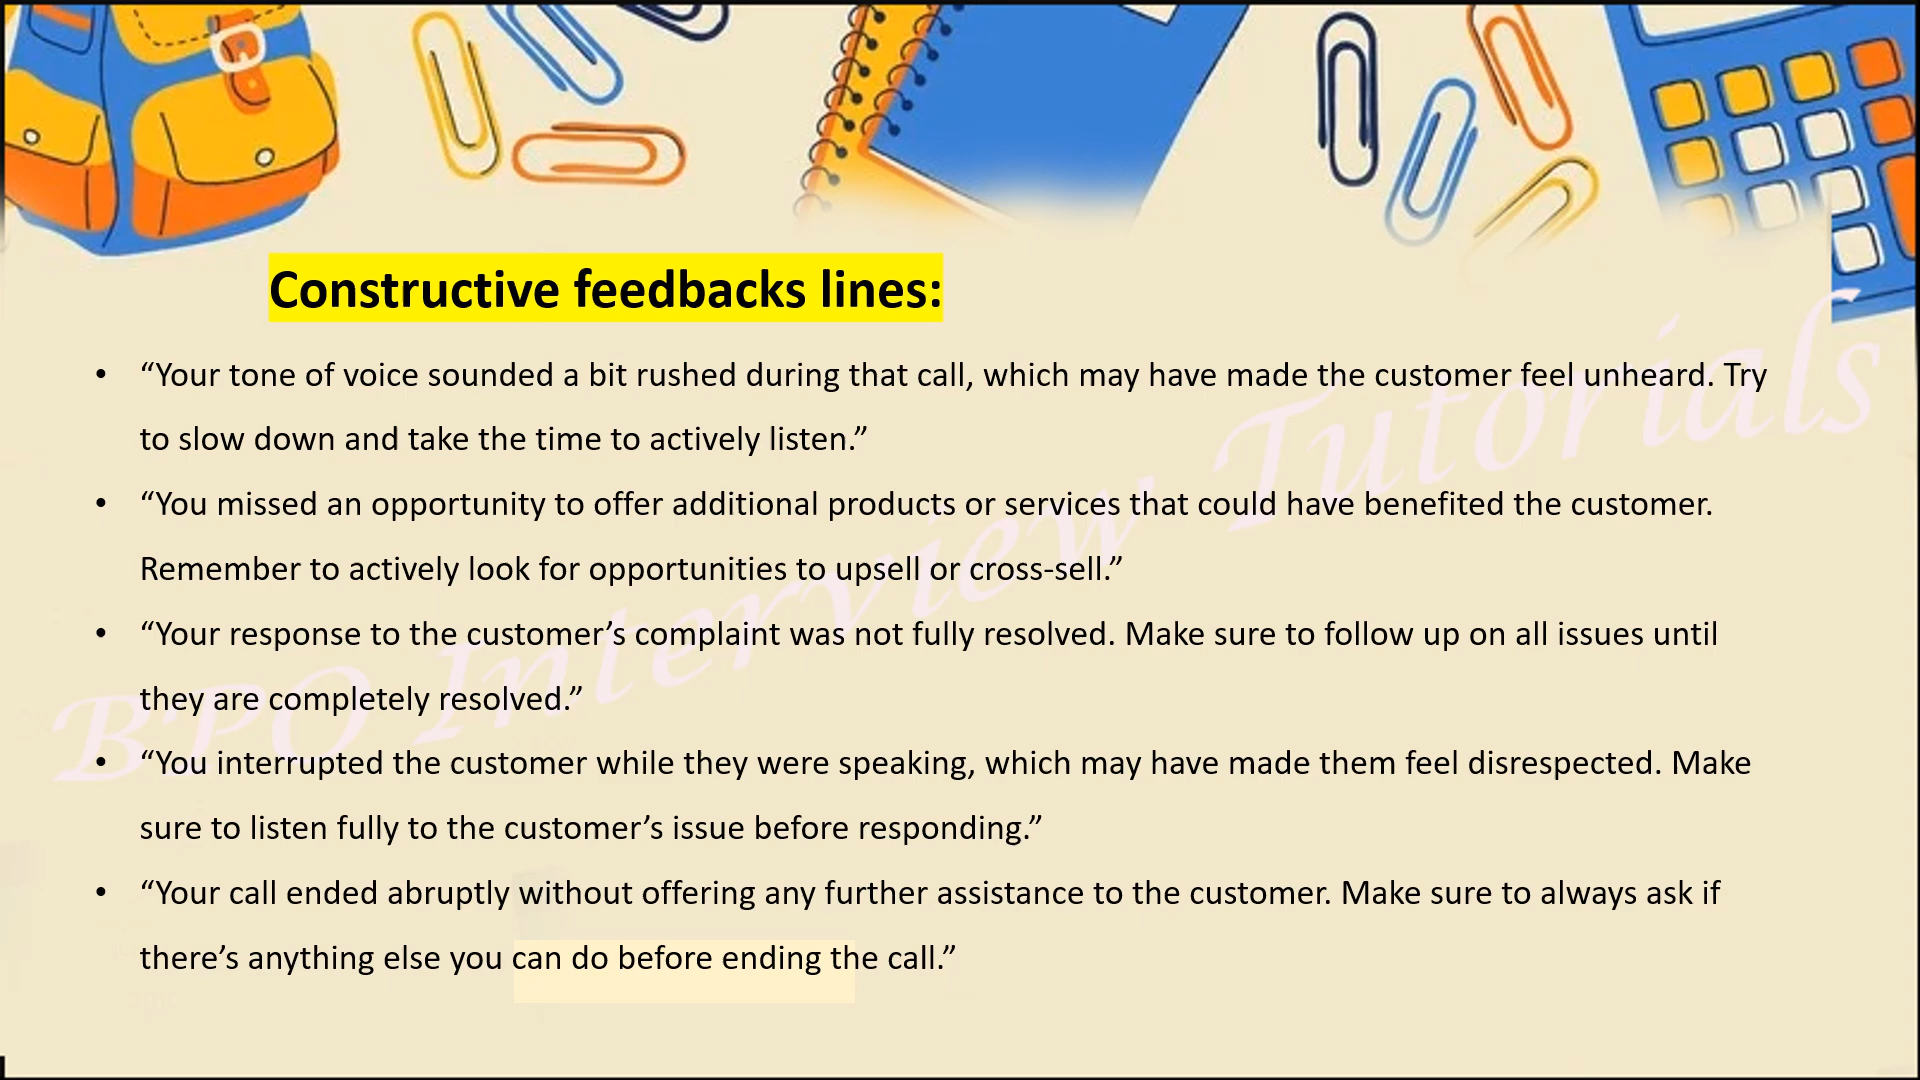 Constructive feedbacks lines:
• “Your tone of voice sounded a bit rushed during that call, which may have made the customer feel unheard. Try
to slow down and take the time to actively listen.”
• “You missed an opportunity to offer additional products or services that could have benefited the customer.
Remember to actively look for opportunities to upsell or cross-sell.”
• “Your response to the customer’s complaint was not fully resolved. Make sure to follow up on all issues until
they are completely resolved.”
• “You interrupted the customer while they were speaking, which may have made them feel disrespected. Make
sure to listen fully to the customer’s issue before responding.”
• “Your call ended abruptly without offering any further assistance to the customer. Make sure to always ask if
there’s anything else you can do before ending the call.”
BPO Interview Tutorials